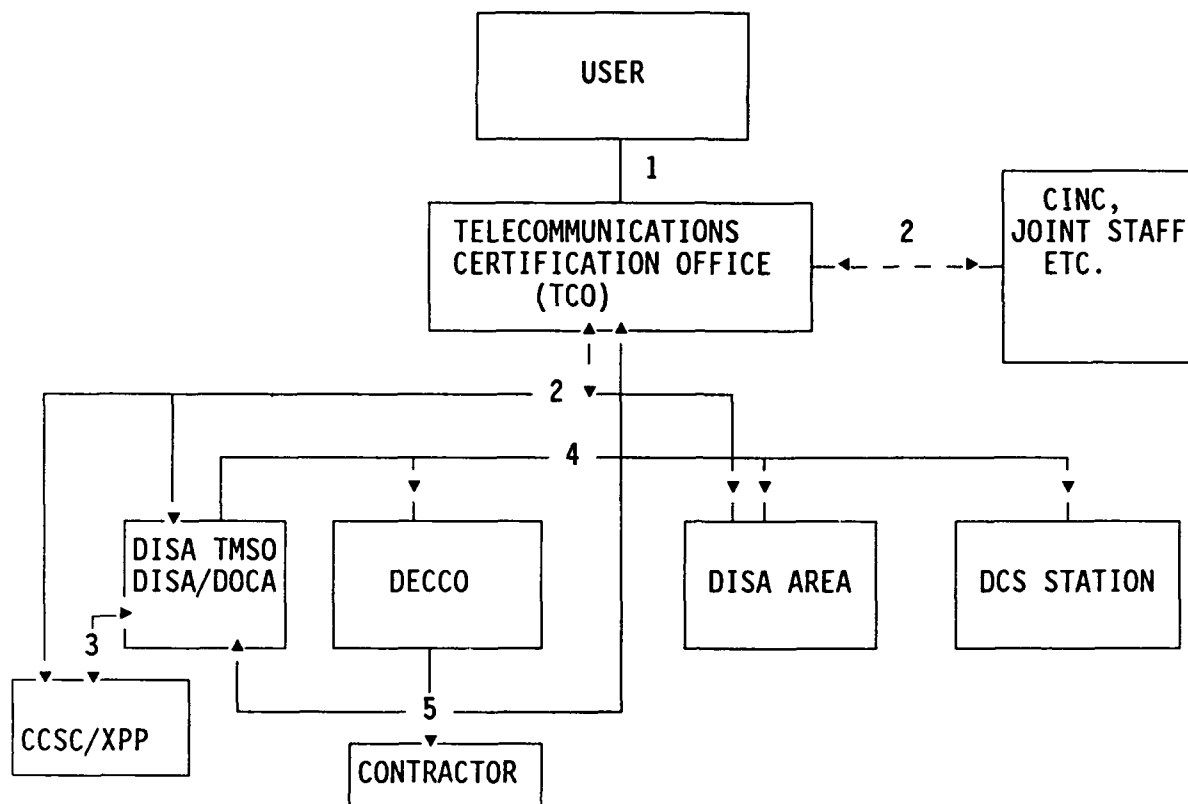 USER
1
TELECOMMUNICATIONS
CERTIFICATION OFFICE
(TCO)
2
CINC,
JOINT STAFF
ETC.
2
4
DISA TMSO
DISA/DOCA
DECCO
DISA AREA
DCS STATION
3
CCSC/XPP
5
CONTRACTOR